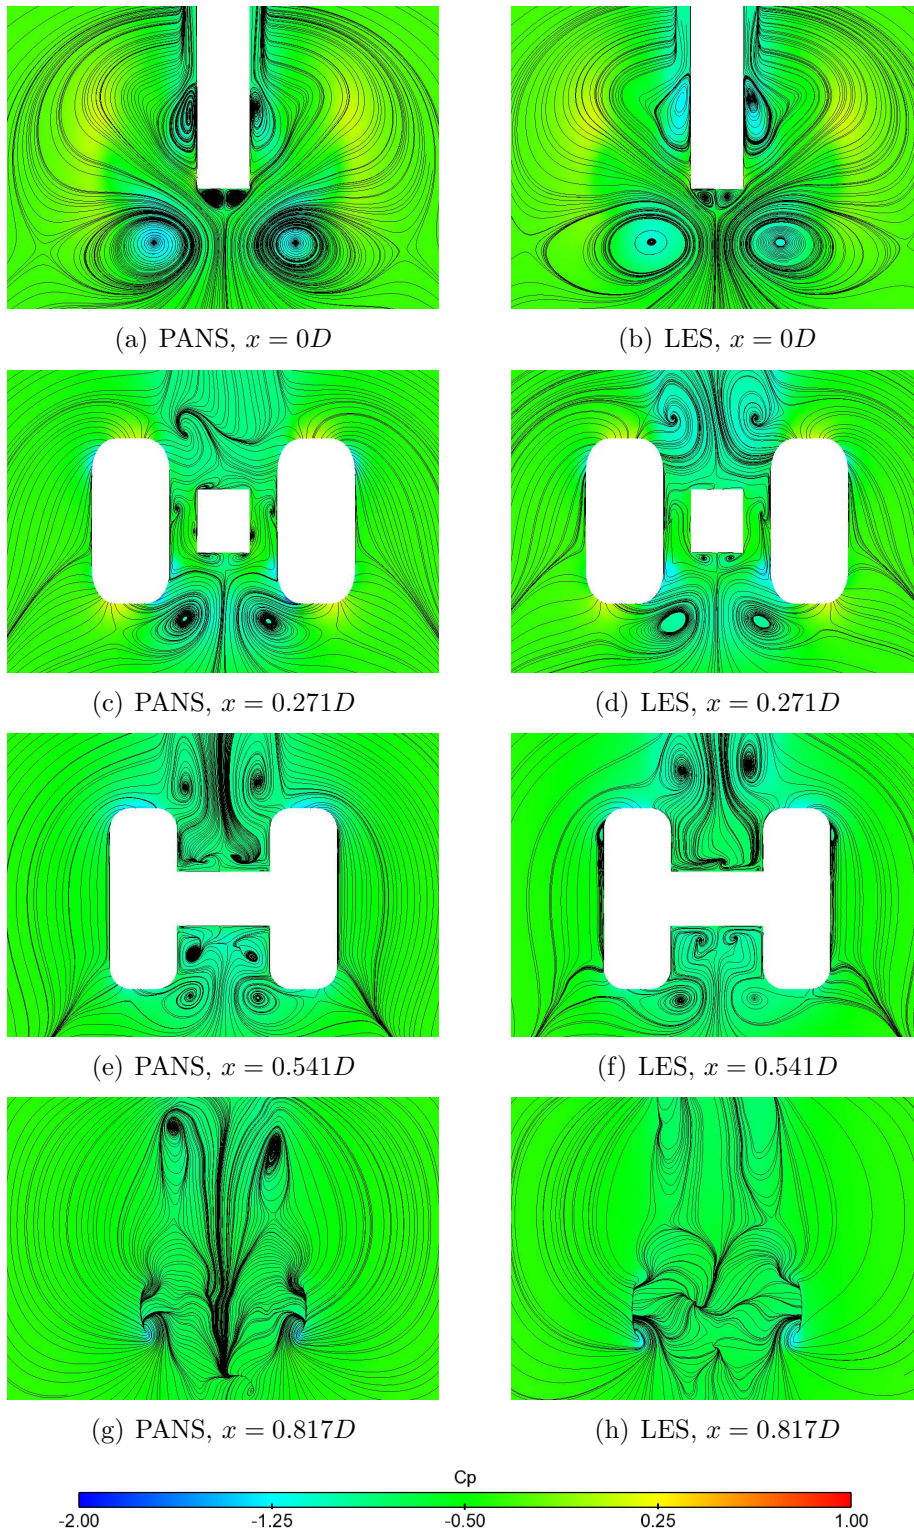 (a) PANS, x = 0D
(b) LES, x = 0D
(c) PANS, x = 0.271D
(d) LES, x = 0.271D
(e) PANS, x = 0.541D
(f) LES, x = 0.541D
(g) PANS, x = 0.817D
(h) LES, x = 0.817D
Cp
-2.00 -1.25 -0.50 0.25 1.00